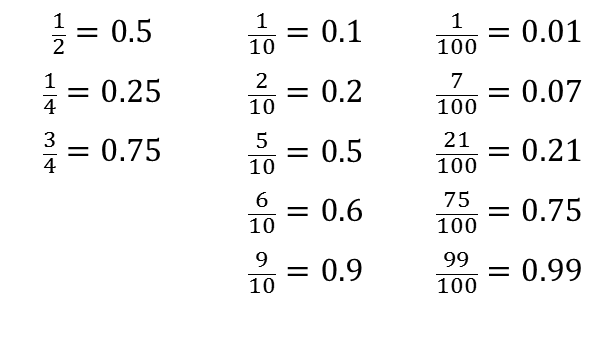 1/2 = 0.5 1/10 = 0.1 1/100 = 0.01
1/4 = 0.25 2/10 = 0.2 7/100 = 0.07
3/4 = 0.75 5/10 = 0.5 21/100 = 0.21
6/10 = 0.6 75/100 = 0.75
9/10 = 0.9 99/100 = 0.99